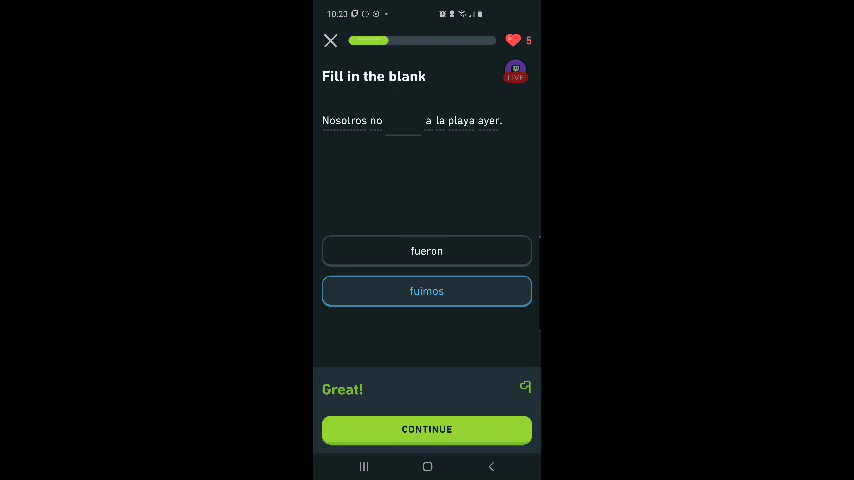 10:23
5
Fill in the blank
LIVE
Nosotros no a la playa ayer.
fueron
fuimos
Great!
CONTINUE